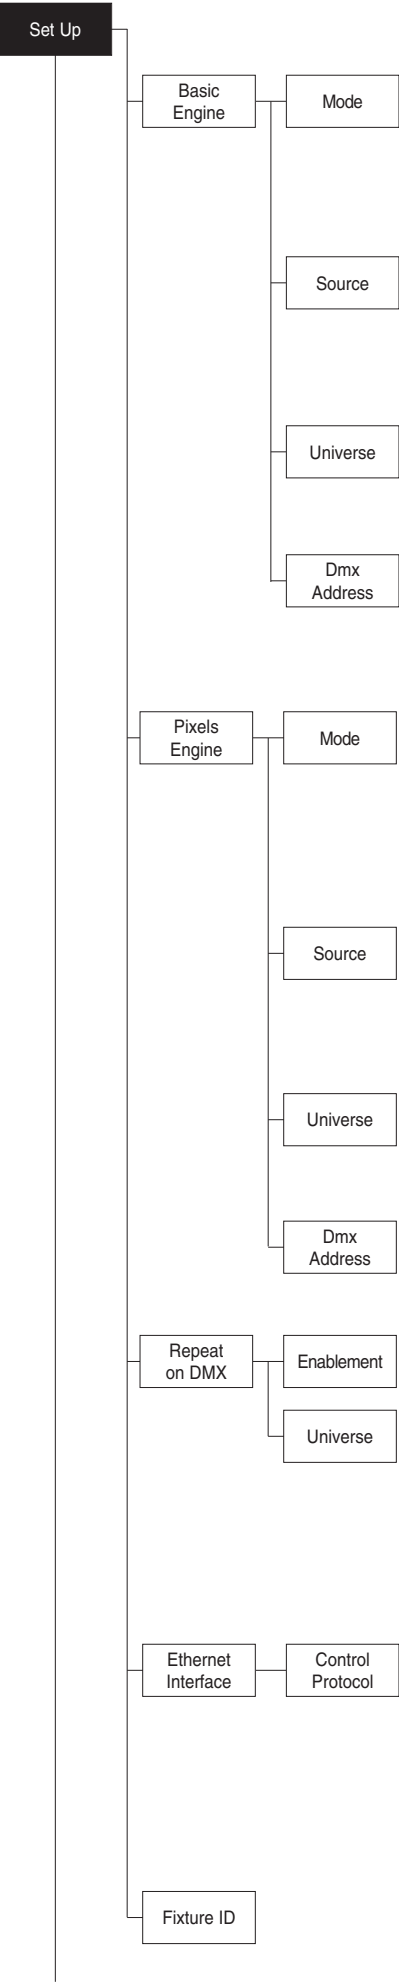 Set Up
Basic
Engine
Mode
Source
Universe
Dmx
Address
Pixels
Engine
Mode
Source
Universe
Dmx
Address
Repeat
on DMX
Enablement
Universe
Ethernet
Interface
Control
Protocol
Fixture ID